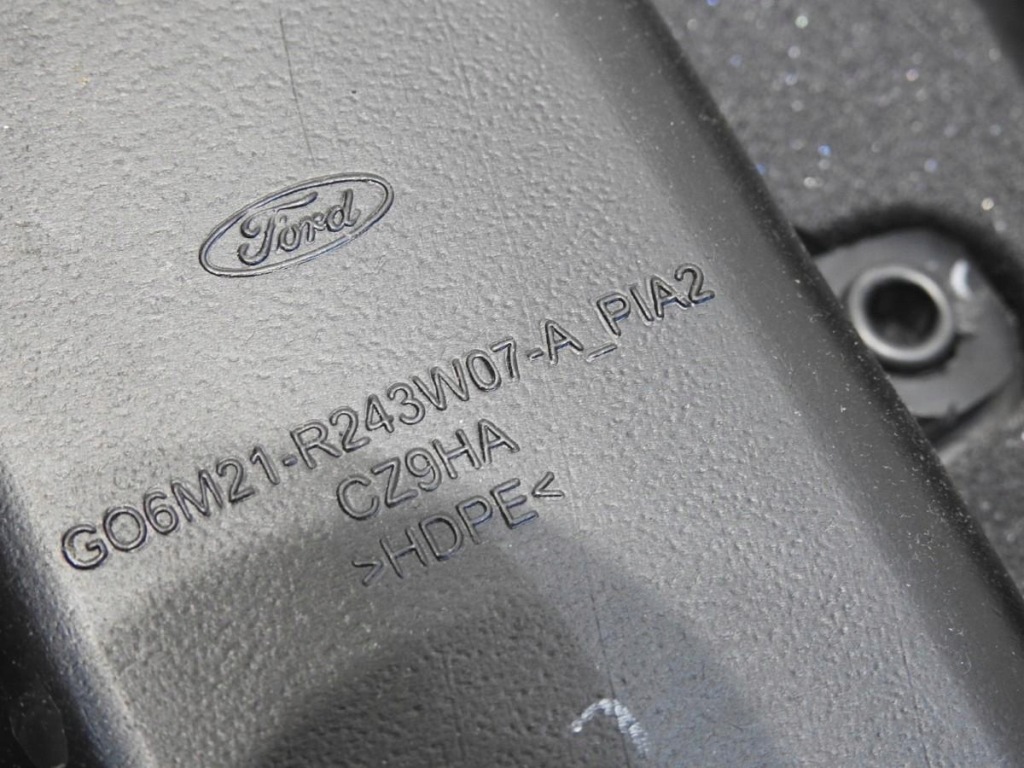 Ford
GO6M21-R243W07-A_PIA2
CZ9HA
>HDPE<